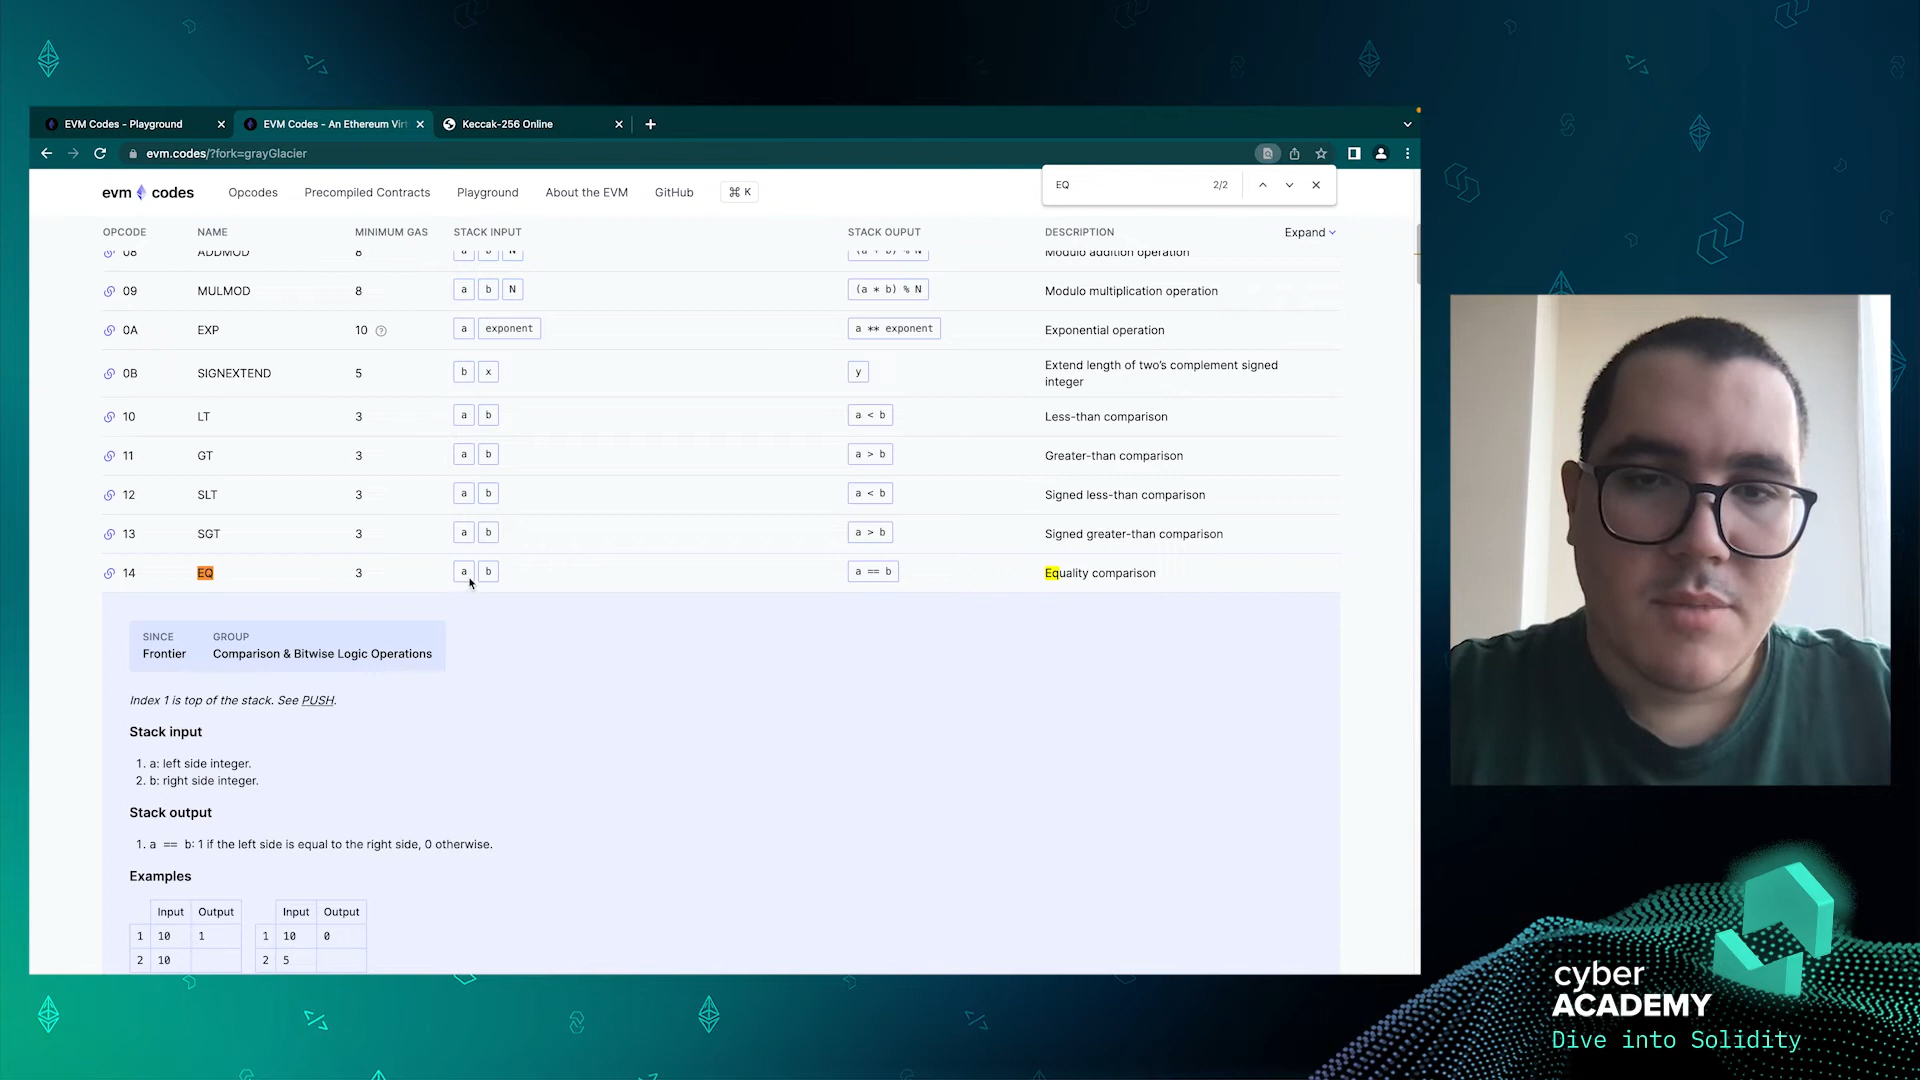 EVM Codes - Playground
EVM Codes - An Ethereum Virt
Keccak-256 Online
evm.codes/?fork=grayGlacier
EQ 2/2
evm codes Opcodes Precompiled Contracts Playground About the EVM GitHub ⌘ K
OPCODE NAME MINIMUM GAS STACK INPUT STACK OUPUT DESCRIPTION Expand
08 ADDMOD 8 a b N (a + b) % N Modulo addition operation
09 MULMOD 8 a b N (a * b) % N Modulo multiplication operation
0A EXP 10 ? a exponent a ** exponent Exponential operation
0B SIGNEXTEND 5 b x y Extend length of two's complement signed
integer
10 LT 3 a b a < b Less-than comparison
11 GT 3 a b a > b Greater-than comparison
12 SLT 3 a b a < b Signed less-than comparison
13 SGT 3 a b a > b Signed greater-than comparison
14 EQ 3 a b a == b Equality comparison
SINCE GROUP
Frontier Comparison & Bitwise Logic Operations
Index 1 is top of the stack. See PUSH.
Stack input
1. a: left side integer.
2. b: right side integer.
Stack output
1. a == b: 1 if the left side is equal to the right side, 0 otherwise.
Examples
Input Output Input Output
1 10 1 1 10 0
2 10 2 5
cyber
ACADEMY
Dive into Solidity